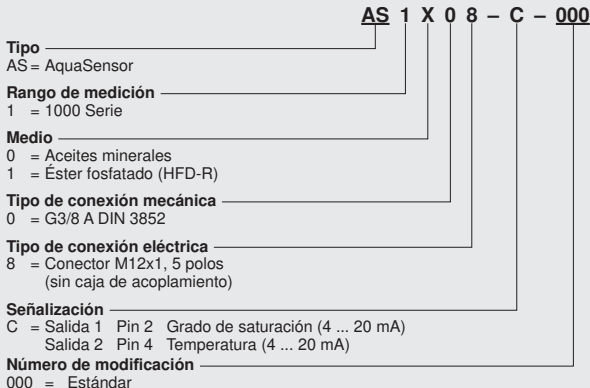 AS 1 X 0 8 – C – 000
Tipo
AS = AquaSensor
Rango de medición
1 = 1000 Serie
Medio
0 = Aceites minerales
1 = Éster fosfatado (HFD-R)
Tipo de conexión mecánica
0 = G3/8 A DIN 3852
Tipo de conexión eléctrica
8 = Conector M12x1, 5 polos
(sin caja de acoplamiento)
Señalización
C = Salida 1 Pin 2 Grado de saturación (4 ... 20 mA)
Salida 2 Pin 4 Temperatura (4 ... 20 mA)
Número de modificación
000 = Estándar